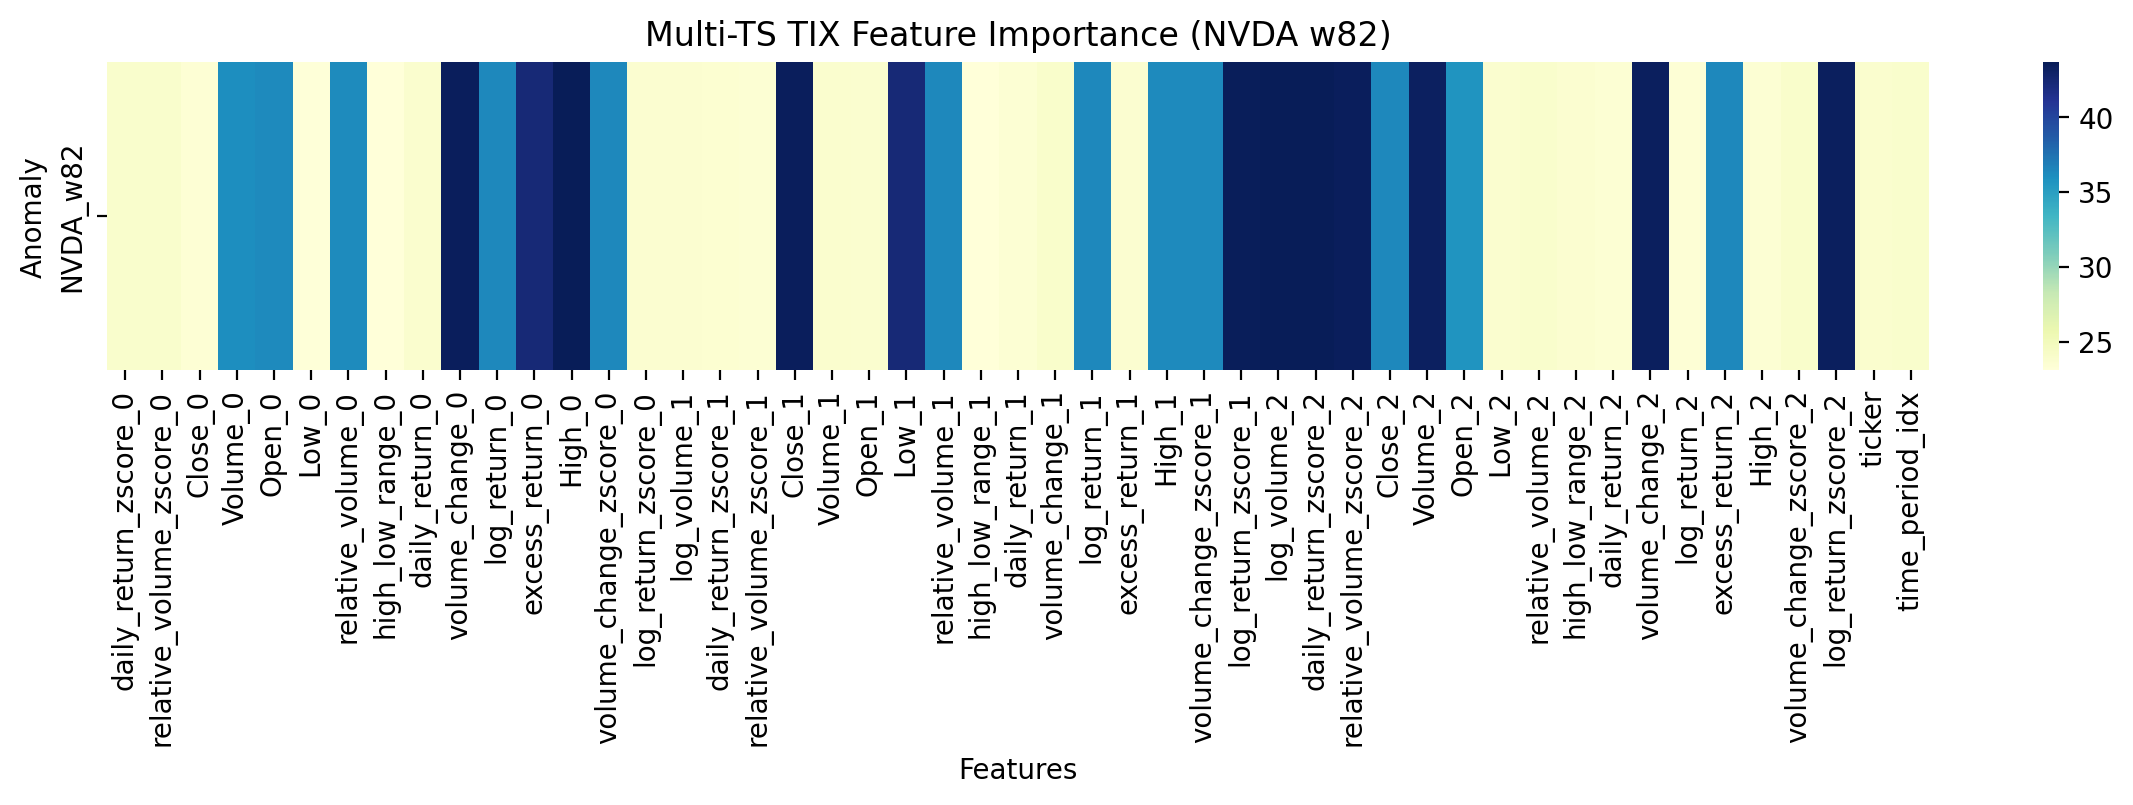 Multi-TS TIX Feature Importance (NVDA w82)
Anomaly
NVDA_w82
40
35
30
25
daily_return_zscore_0
relative_volume_zscore_0
Close_0
Volume_0
Open_0
Low_0
relative_volume_0
high_low_range_0
daily_return_0
volume_change_0
log_return_0
excess_return_0
High_0
volume_change_zscore_0
log_return_zscore_0
log_volume_1
daily_return_zscore_1
relative_volume_zscore_1
Close_1
Volume_1
Open_1
Low_1
relative_volume_1
high_low_range_1
daily_return_1
volume_change_1
log_return_1
excess_return_1
High_1
volume_change_zscore_1
log_return_zscore_1
log_volume_2
daily_return_zscore_2
relative_volume_zscore_2
Close_2
Volume_2
Open_2
Low_2
relative_volume_2
high_low_range_2
daily_return_2
volume_change_2
log_return_2
excess_return_2
High_2
volume_change_zscore_2
log_return_zscore_2
ticker
time_period_idx
Features